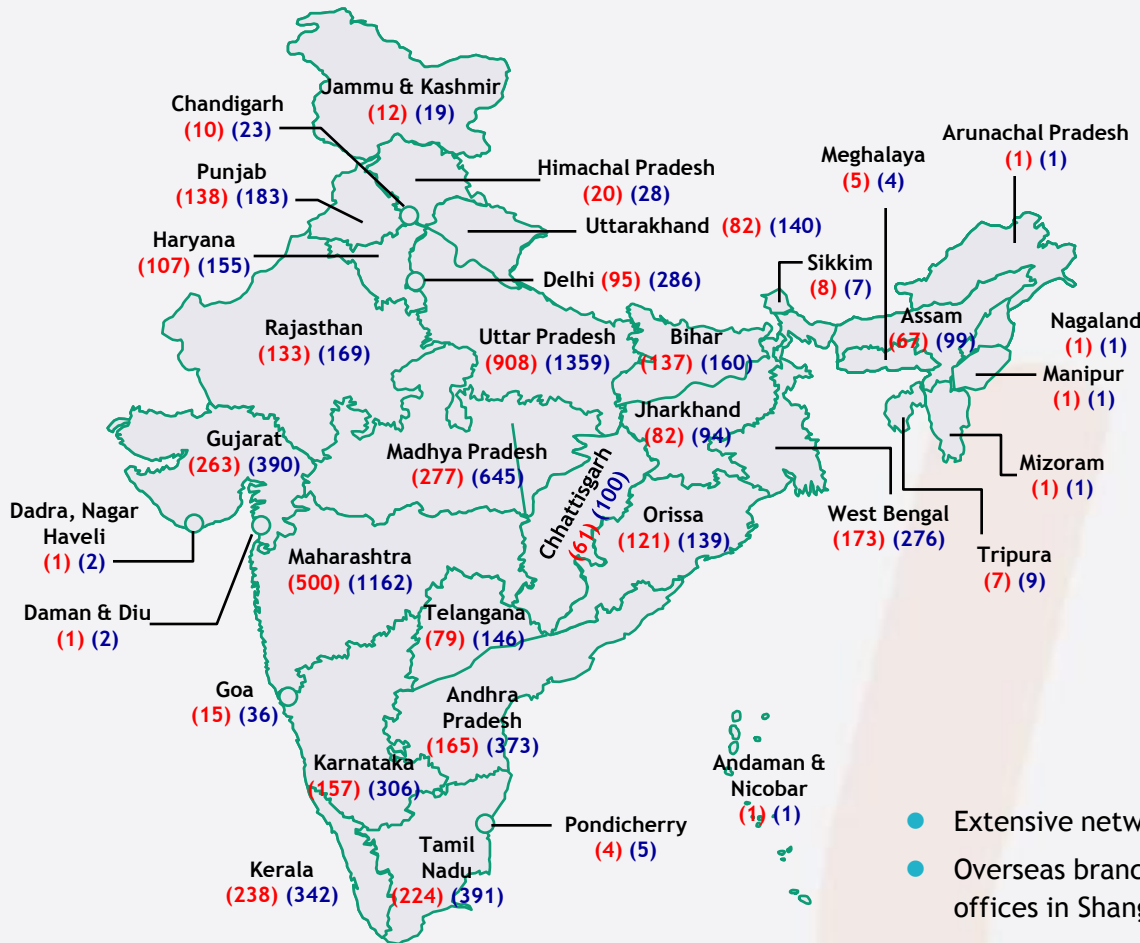 Jammu & Kashmir
(12) (19)
Chandigarh
(10) (23)
Arunachal Pradesh
(1) (1)
Meghalaya
(5) (4)
Punjab
(138) (183)
Himachal Pradesh
(20) (28)
Uttarakhand (82) (140)
Haryana
(107) (155)
Delhi (95) (286)
Sikkim
(8) (7)
Rajasthan
(133) (169)
Uttar Pradesh
(908) (1359)
Bihar
(137) (160)
Assam
(67) (99)
Nagaland
(1) (1)
Manipur
(1) (1)
Jharkhand
(82) (94)
Gujarat
(263) (390)
Madhya Pradesh
(277) (645)
Chhattisgarh
(61) (100)
Orissa
(121) (139)
West Bengal
(173) (276)
Mizoram
(1) (1)
Tripura
(7) (9)
Dadra, Nagar
Haveli
(1) (2)
Maharashtra
(500) (1162)
Daman & Diu
(1) (2)
Telangana
(79) (146)
Goa
(15) (36)
Andhra
Pradesh
(165) (373)
Karnataka
(157) (306)
Andaman &
Nicobar
(1) (1)
Pondicherry
(4) (5)
Kerala
(238) (342)
Tamil
Nadu
(224) (391)
Extensive
Overseas
offices in